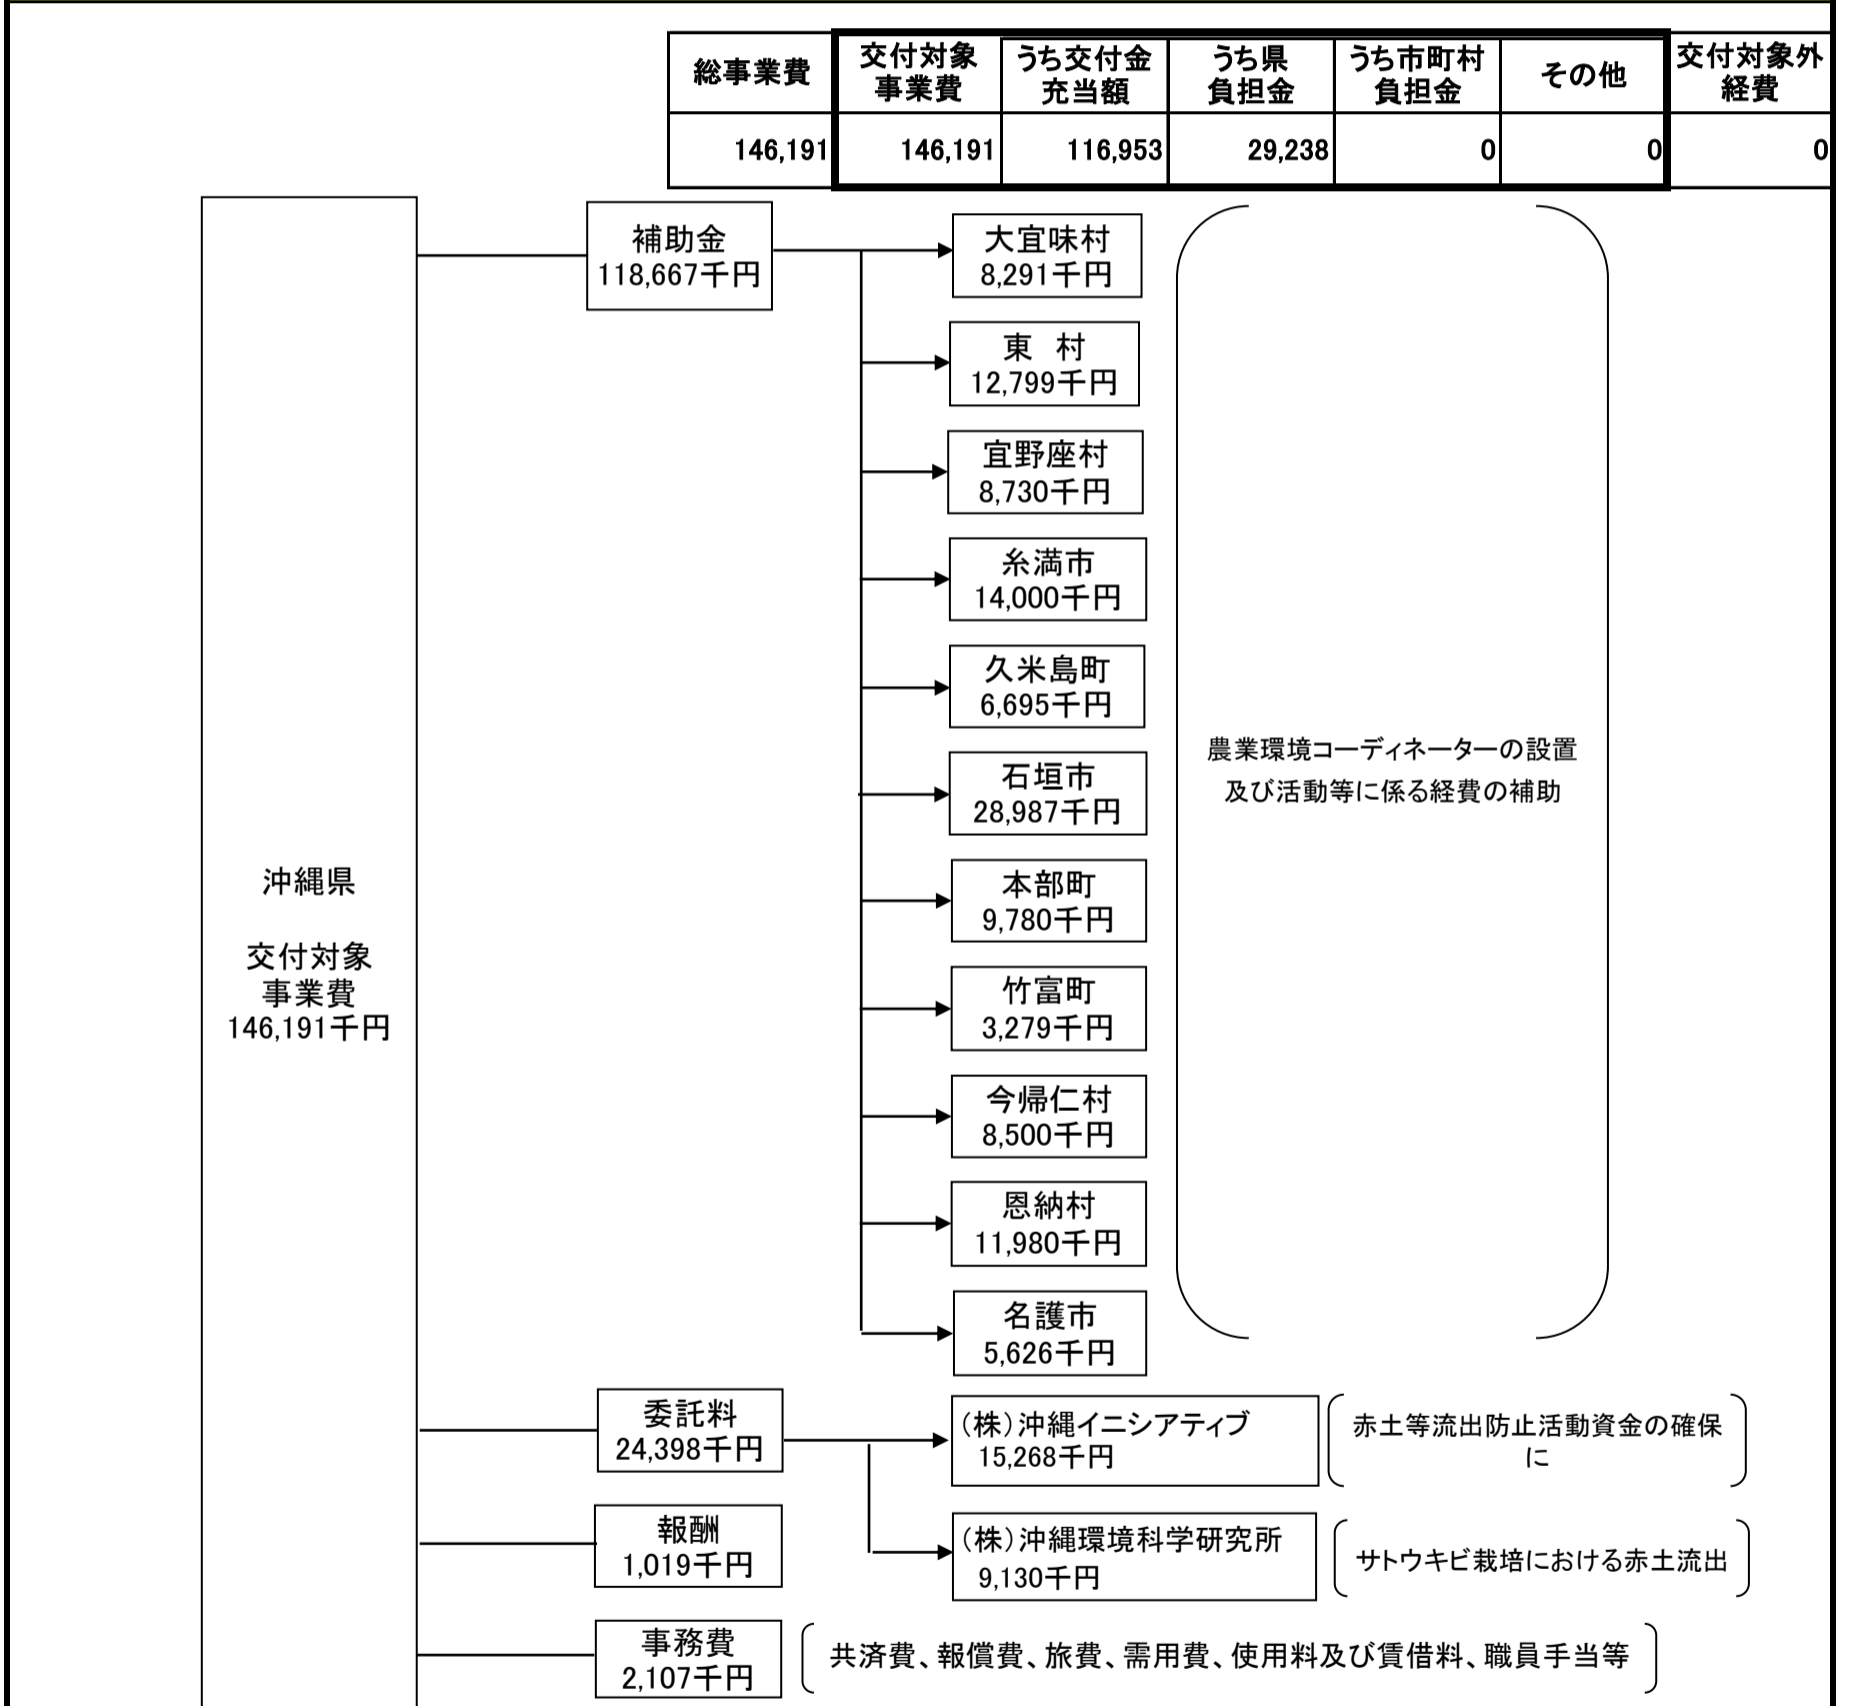 総事業費
交付対象
事業費
うち交付金
充当額
うち県
負担金
うち市町村
負担金
その他
交付対象外
経費
146,191
146,191
116,953
29,238
0
0
0
沖縄県
交付対象
事業費
146,191千円
補助金
118,667千円
大宜味村
8,291千円
東 村
12,799千円
宜野座村
8,730千円
糸満市
14,000千円
久米島町
6,695千円
石垣市
28,987千円
本部町
9,780千円
竹富町
3,279千円
今帰仁村
8,500千円
恩納村
11,980千円
名護市
5,626千円
農業環境コーディネーターの設置
及び活動等に係る経費の補助
委託料
24,398千円
(株)沖縄イニシアティブ
15,268千円
赤土等流出防止活動資金の確保
に
(株)沖縄環境科学研究所
9,130千円
サトウキビ栽培における赤土流出
報酬
1,019千円
事務費
2,107千円
共済費、報償費、旅費、需用費、使用料及び賃借料、職員手当等